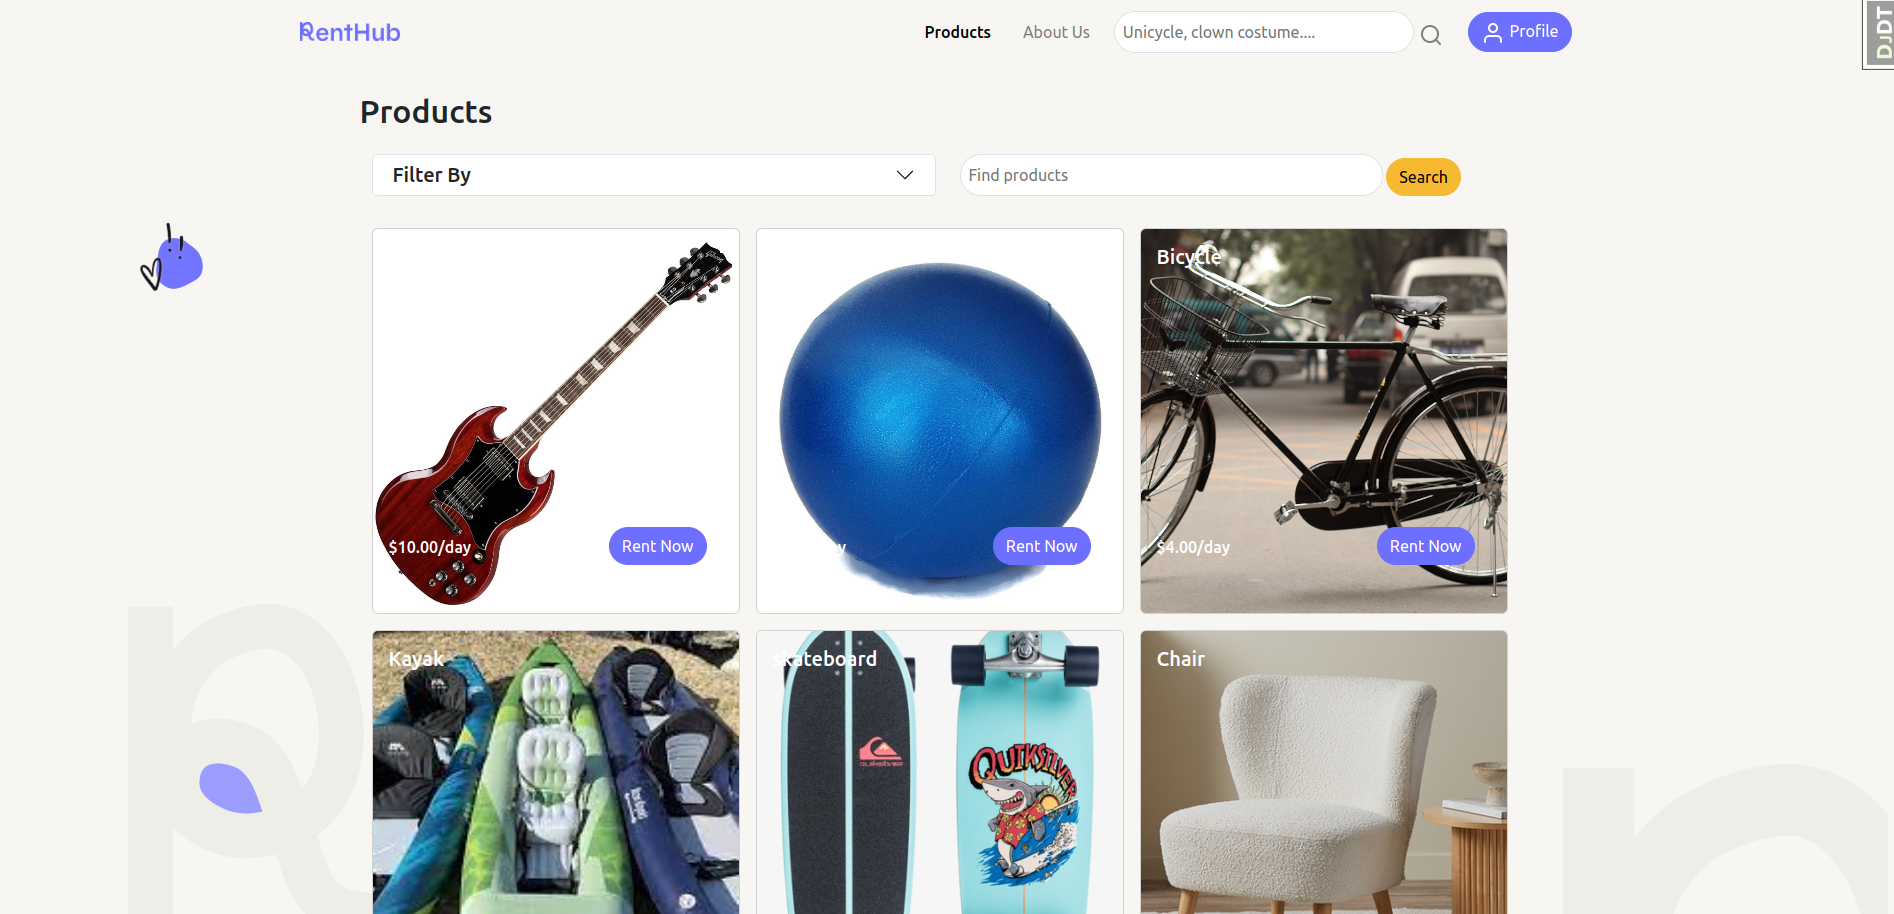 RentHub
Products
About Us
Unicycle, clown costume....
Profile
DJDT
Products
Filter By
Find products
Search
Bicycle
$10.00/day
Rent Now
Rent Now
$4.00/day
Rent Now
Kayak
skateboard
Chair
QUIKSILVER
QUIKSILVER